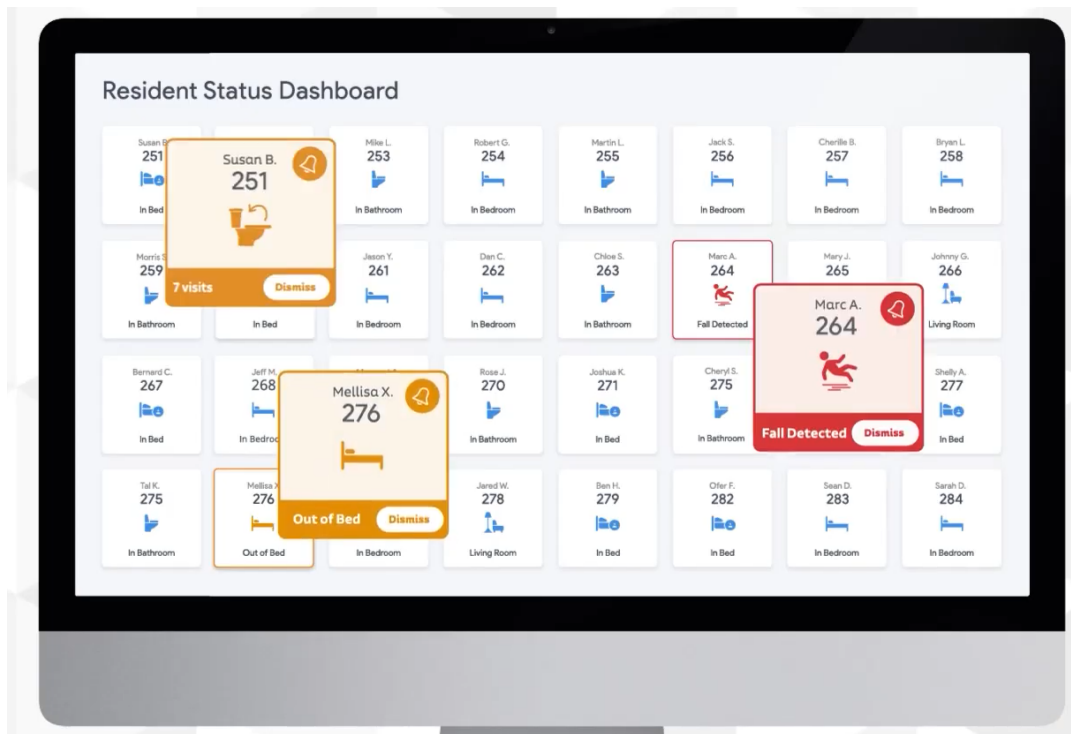 Resident Status Dashboard
Susan B.
251
In Bed
Mike L.
253
In Bathroom
Robert G.
254
In Bedroom
Martin L.
255
In Bathroom
Jack S.
256
In Bedroom
Cherille B.
257
In Bedroom
Bryan L.
258
In Bedroom
Susan B.
251
7 visits
Dismiss
Morris
259
In Bathroom
In Bed
Jason Y.
261
In Bedroom
Dan C.
262
In Bedroom
Chloe S.
263
In Bathroom
Marc A.
264
Fall Detected
Mary J.
265
Johnny G.
266
Living Room
Marc A.
264
Fall Detected
Dismiss
Bernard C.
267
In Bed
Jeff M.
268
In Bedroo
Rose J.
270
In Bathroom
Joshua K.
271
In Bed
Cheryl S.
275
In Bathroom
Shelly A.
277
In Bed
Mellisa X.
276
Out of Bed
Dismiss
Tal K.
275
In Bathroom
Mellisa X
276
Out of Bed
In Bedroom
Jared W.
278
Living Room
Ben H.
279
In Bed
Ofer F.
282
In Bed
Sean D.
283
In Bedroom
Sarah D.
284
In Bedroom